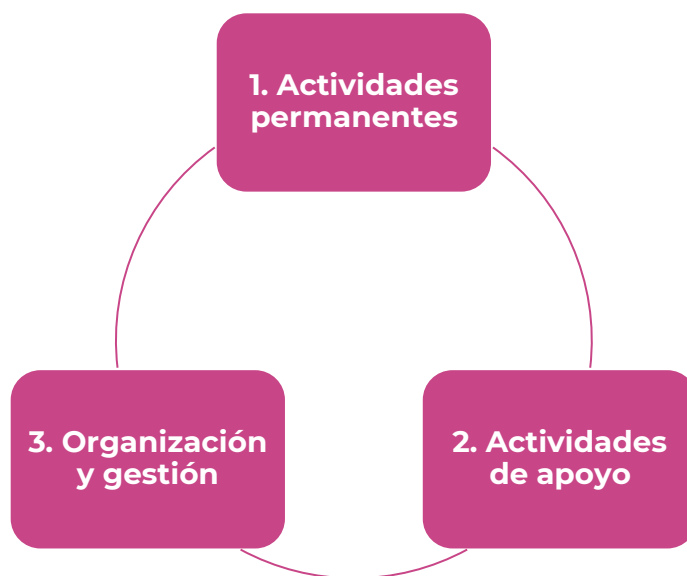 1. Actividades
permanentes
2. Actividades
de apoyo
3. Organización
y gestión